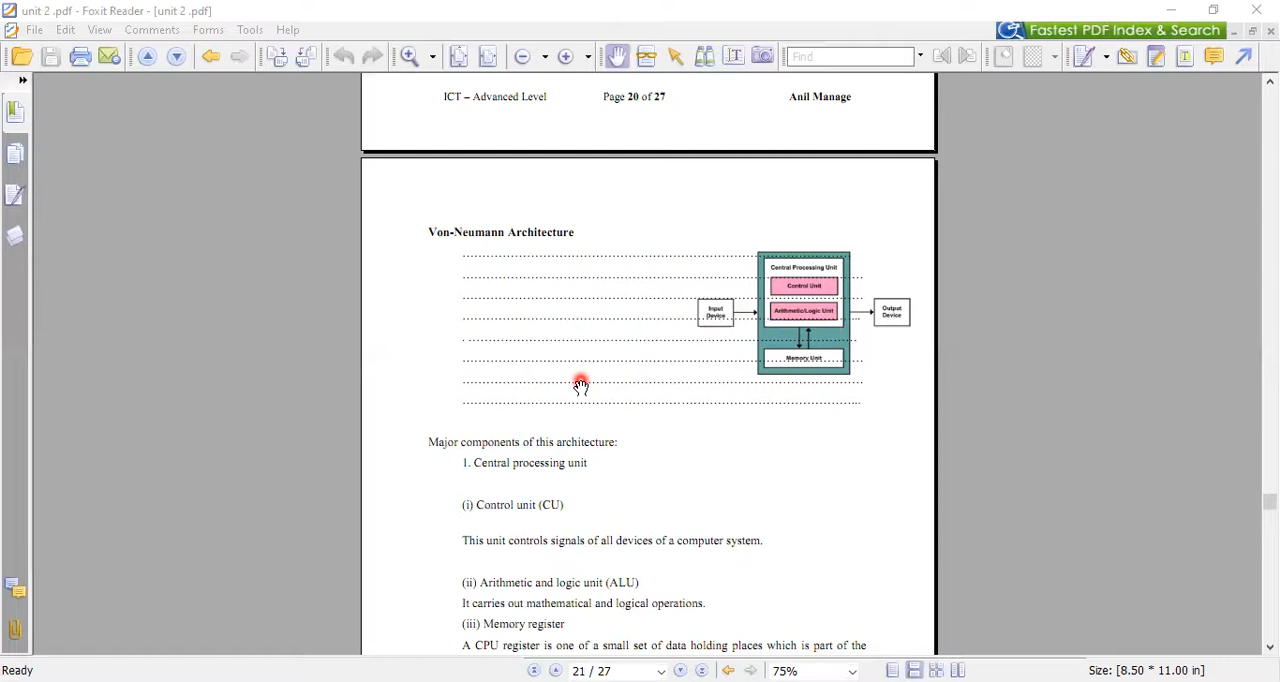 unit 2 .pdf - Foxit Reader - [unit 2 .pdf]
File Edit View Comments Forms Tools Help
Fastest PDF Index & Search
Find
ICT – Advanced Level Page 20 of 27 Anil Manage
Von-Neumann Architecture
Central Processing Unit
Control Unit
Arithmetic/Logic Unit
Input
Device
Output
Device
Memory Unit
Major components of this architecture:
1. Central processing unit
(i) Control unit (CU)
This unit controls signals of all devices of a computer system.
(ii) Arithmetic and logic unit (ALU)
It carries out mathematical and logical operations.
(iii) Memory register
A CPU register is one of a small set of data holding places which is part of the
Ready
21 / 27
75%
Size: [8.50 * 11.00 in]